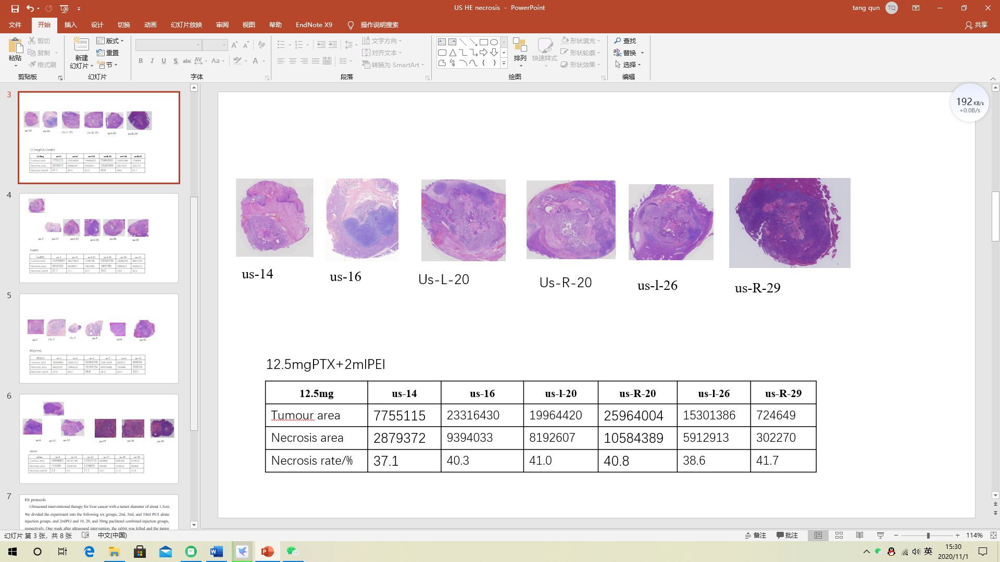 US HE necrosis - PowerPoint
tang qun
TQ
文件
开始
插入
设计
切换
动画
幻灯片放映
审阅
视图
帮助
EndNote X9
操作说明搜索
共享
粘贴
剪切
复制
格式刷
剪贴板
新建
幻灯片
版式
重置
节
幻灯片
字体
文字方向
对齐文本
转换为 SmartArt
段落
排列
快速样式
形状填充
形状轮廓
形状效果
绘图
查找
替换
选择
编辑
192 KB/s
+0.0B/s
3
4
5
6
7
HE protocols
Ultrasound interventional therapy for liver cancer with a tumor diameter of about 1.5cm.
We divided the experiment into the following six groups, 2ml, 5ml, and 10ml PET alone
injection groups, and 2mlPEI and 10, 20, and 30mg paclitaxel combined injection groups,
respectively. One week after ultrasound intervention, the rabbit was killed and the tumor
us-14
us-16
Us-L-20
Us-R-20
us-l-26
us-R-29
12.5mgPTX+2mlPEI
12.5mg us-14 us-16 us-l-20 us-R-20 us-l-26 us-R-29
Tumour area 7755115 23316430 19964420 25964004 15301386 724649
Necrosis area 2879372 9394033 8192607 10584389 5912913 302270
Necrosis rate/% 37.1 40.3 41.0 40.8 38.6 41.7
幻灯片 第 3 张，共 8 张
中文(中国)
备注
批注
114%
英
15:30
2020/11/1